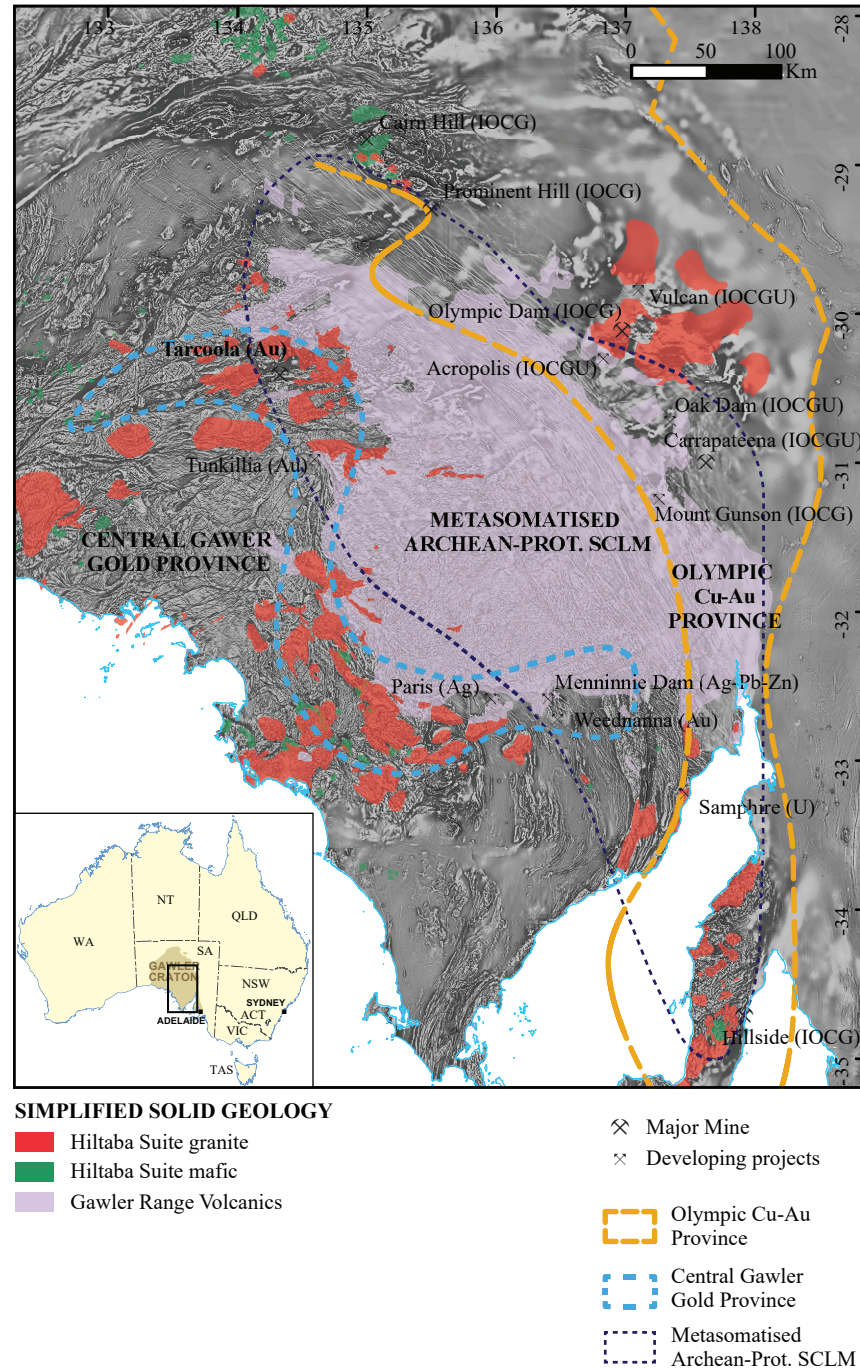 133
134
135
136
137
138
-28
0
50
100
Km
Cairn Hill (IOCG)
-29
Prominent Hill (IOCG)
Vulcan (IOCGU)
Olympic Dam (IOCG)
-30
Tarcoola (Au)
Acropolis (IOCGU)
Oak Dam (IOCGU)
Carrapateena (IOCGU)
Tunkillia (Au)
-31
Mount Gunson (IOCG)
METASOMATISED
ARCHEAN-PROT. SCLM
CENTRAL GAWER
GOLD PROVINCE
OLYMPIC
Cu-Au
PROVINCE
-32
Paris (Ag)
Menninnie Dam (Ag-Pb-Zn)
Weednanna (Au)
-33
Samphire (U)
-34
Hillside (IOCG)
-35
WA
NT
QLD
SA
GAWLER
CRATON
NSW
SYDNEY
ACT
ADELAIDE
VIC
TAS
SIMPLIFIED SOLID GEOLOGY
Hiltaba Suite granite
Hiltaba Suite mafic
Gawler Range Volcanics
Major Mine
Developing projects
Olympic Cu-Au
Province
Central Gawler
Gold Province
Metasomatised
Archean-Prot. SCLM